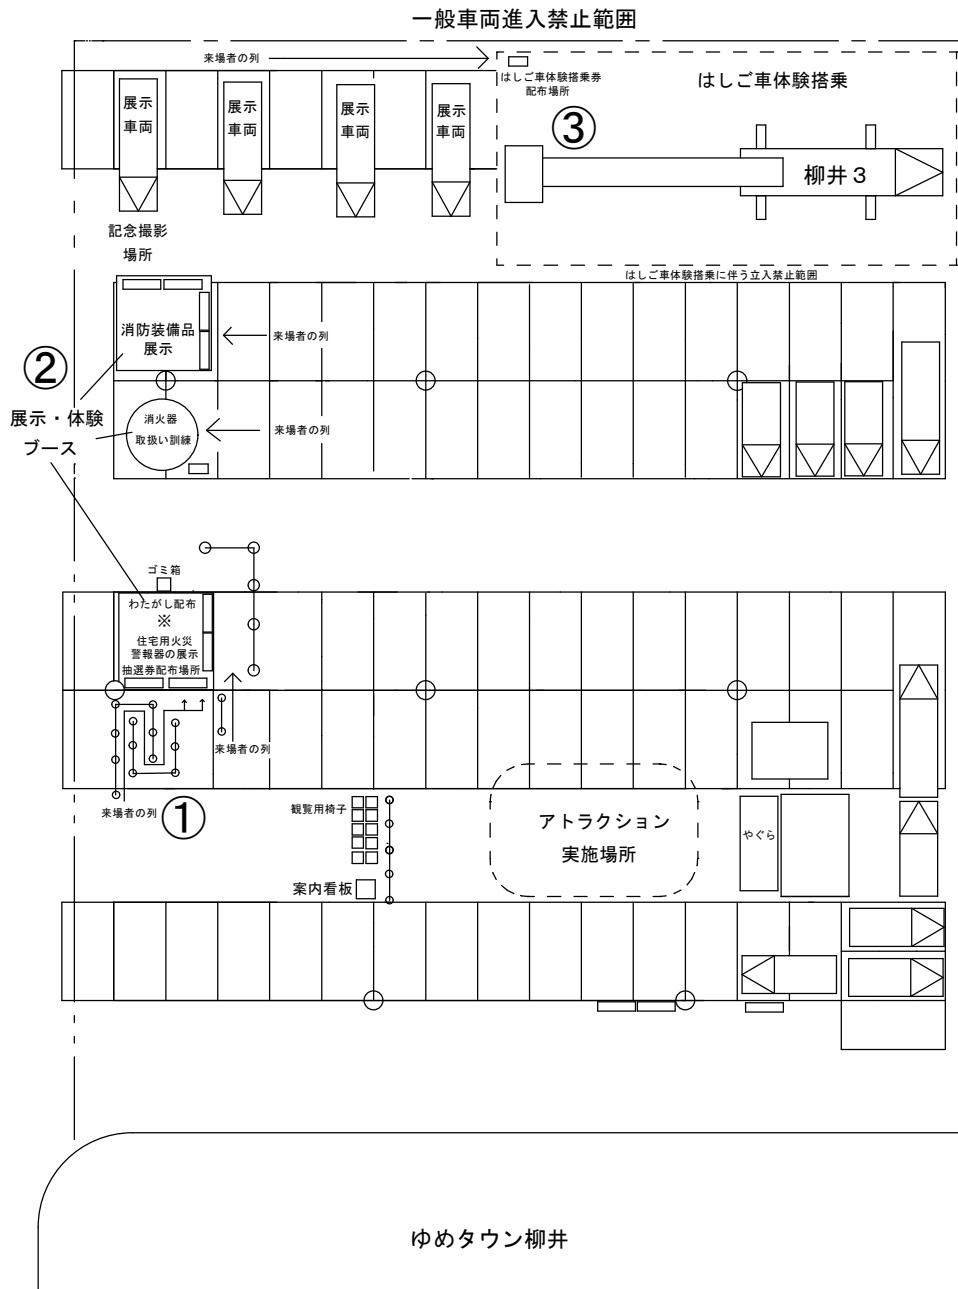 一般車両進入禁止範囲
来場者の列
はしご車体験搭乗券
配布場所
はしご車体験搭乗
③
展示
車両
展示
車両
展示
車両
展示
車両
柳井３
記念撮影
場所
はしご車体験搭乗に伴う立入禁止範囲
消防装備品
展示
来場者の列
②
展示・体験
ブース
消火器
取扱い訓練
来場者の列
ゴミ箱
わたがし配布
※
住宅用火災
警報器の展示
抽選券配布場所
来場者の列
来場者の列
①
観覧用椅子
アトラクション
実施場所
やぐら
案内看板
ゆめタウン柳井